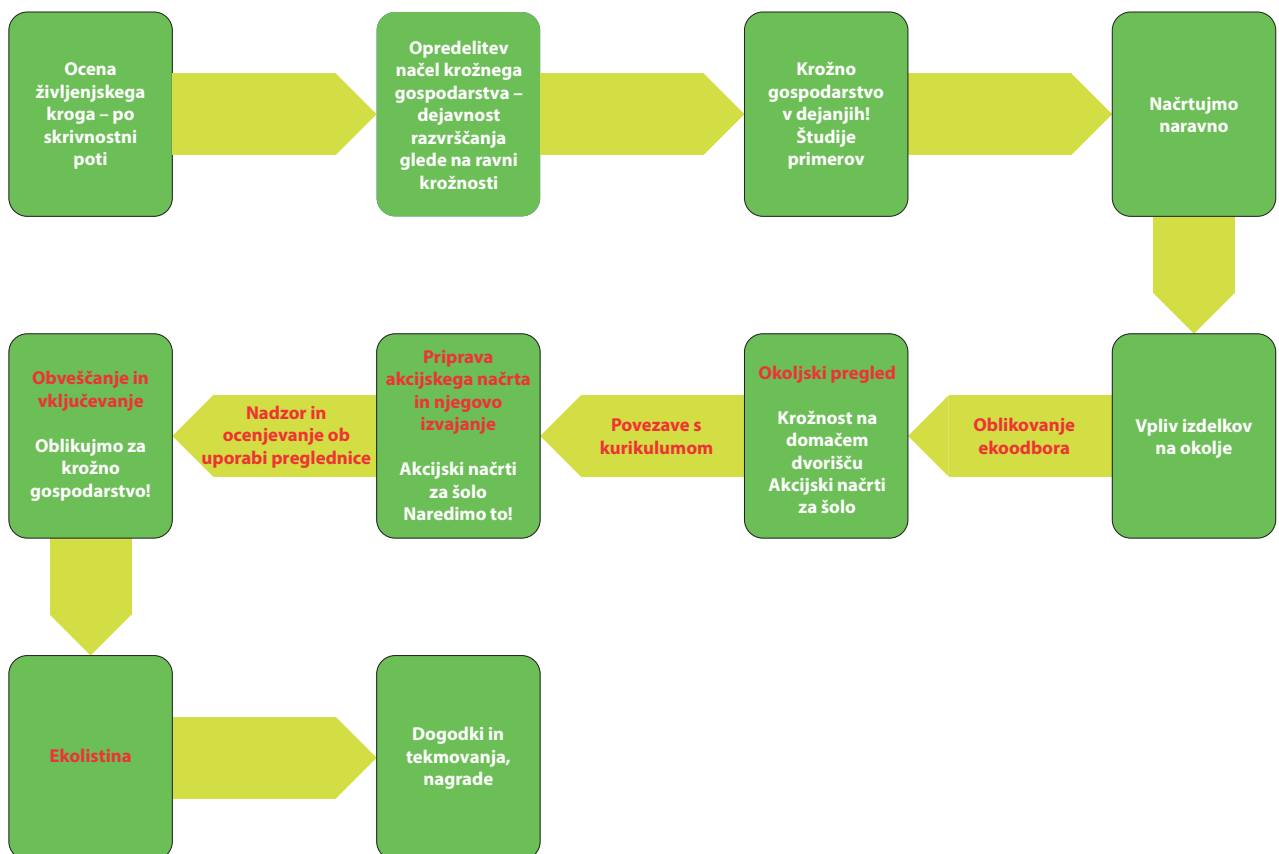 Ocena
življenjskega
kroga – po
skrivnostni
poti
Opredelitev
načel krožnega
gospodarstva –
dejavnost
razvrščanja
glede na ravni
krožnosti
Krožno
gospodarstvo
v dejanjih!
Študije
primerov
Načrtujmo
naravno
Vpliv izdelkov
na okolje
Oblikovanje
ekoodbora
Okoljski pregled
Krožnost na
domačem
dvorišču
Akcijski načrti
za šolo
Povezave s
kurikulumom
Priprava
akcijskega načrta
in njegovo
izvajanje
Akcijski načrti
za šolo
Naredimo to!
Nadzor in
ocenjevanje ob
uporabi preglednice
Obveščanje in
vključevanje
Oblikujmo za
krožno
gospodarstvo!
Ekolistina
Dogodki in
tekmovanja,
nagrade